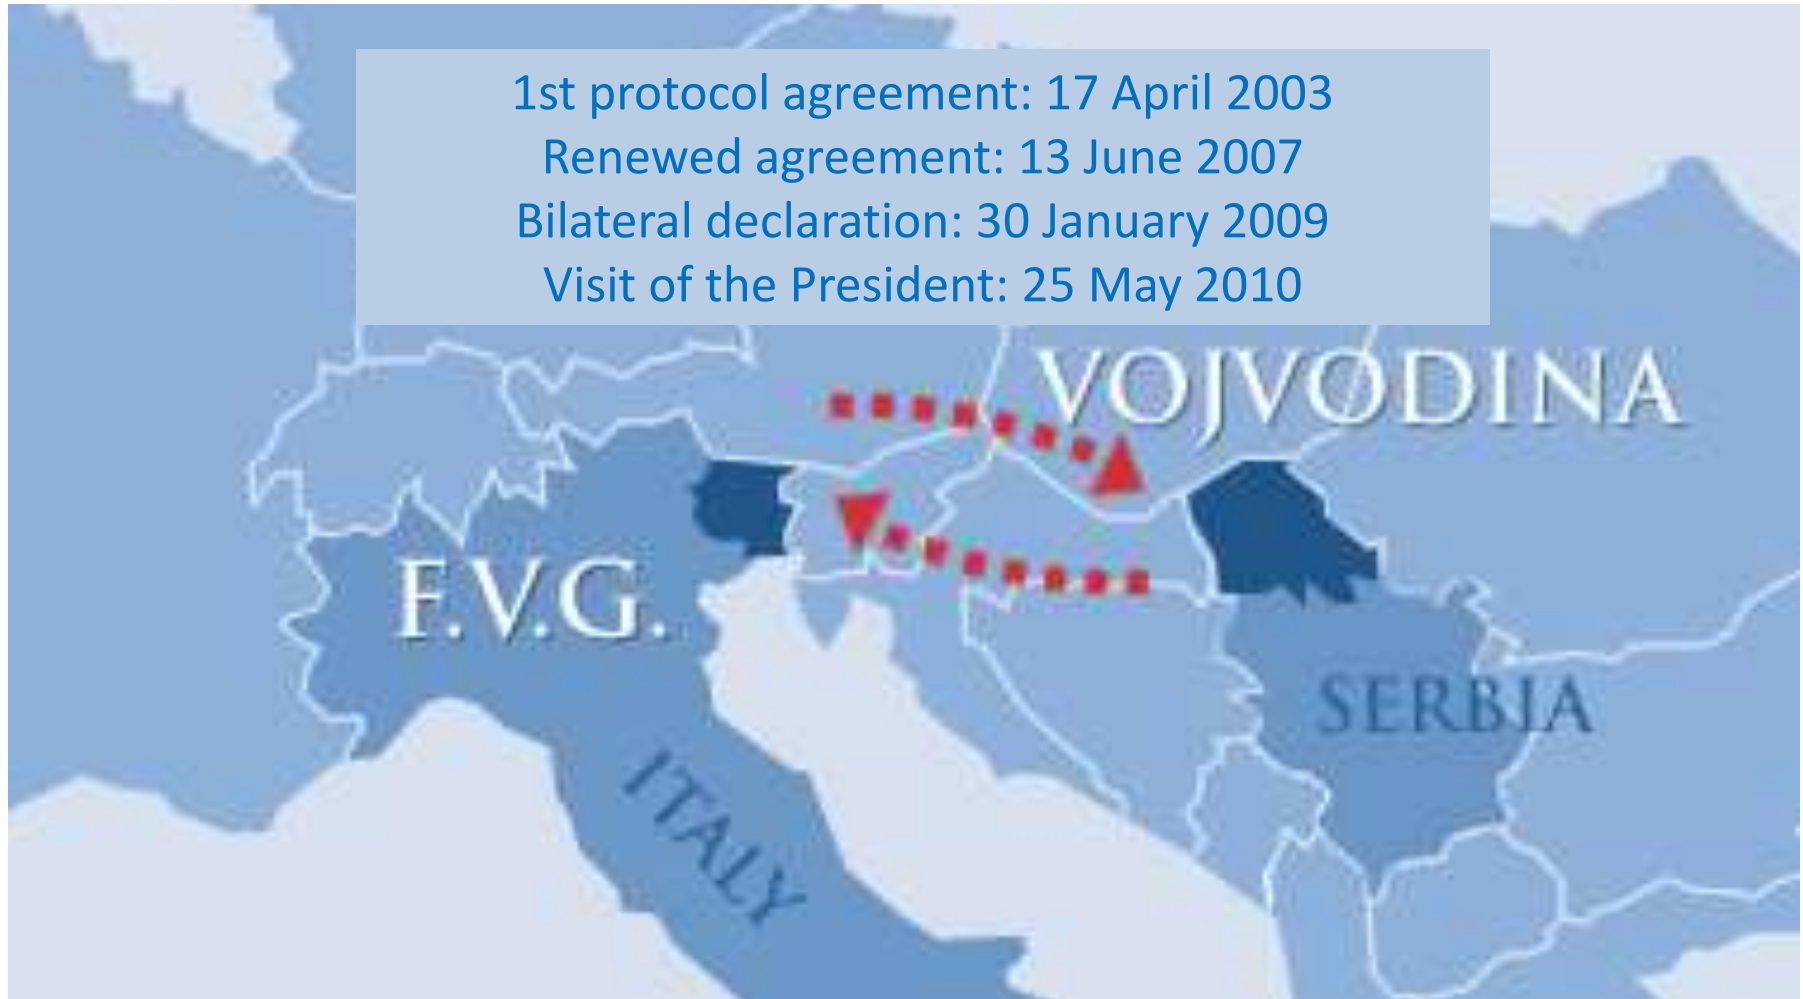 1st protocol agreement: 17 April 2003
Renewed agreement: 13 June 2007
Bilateral declaration: 30 January 2009
Visit of the President: 25 May 2010
VOJVODINA
F.V.G.
SERBIA
ITALY